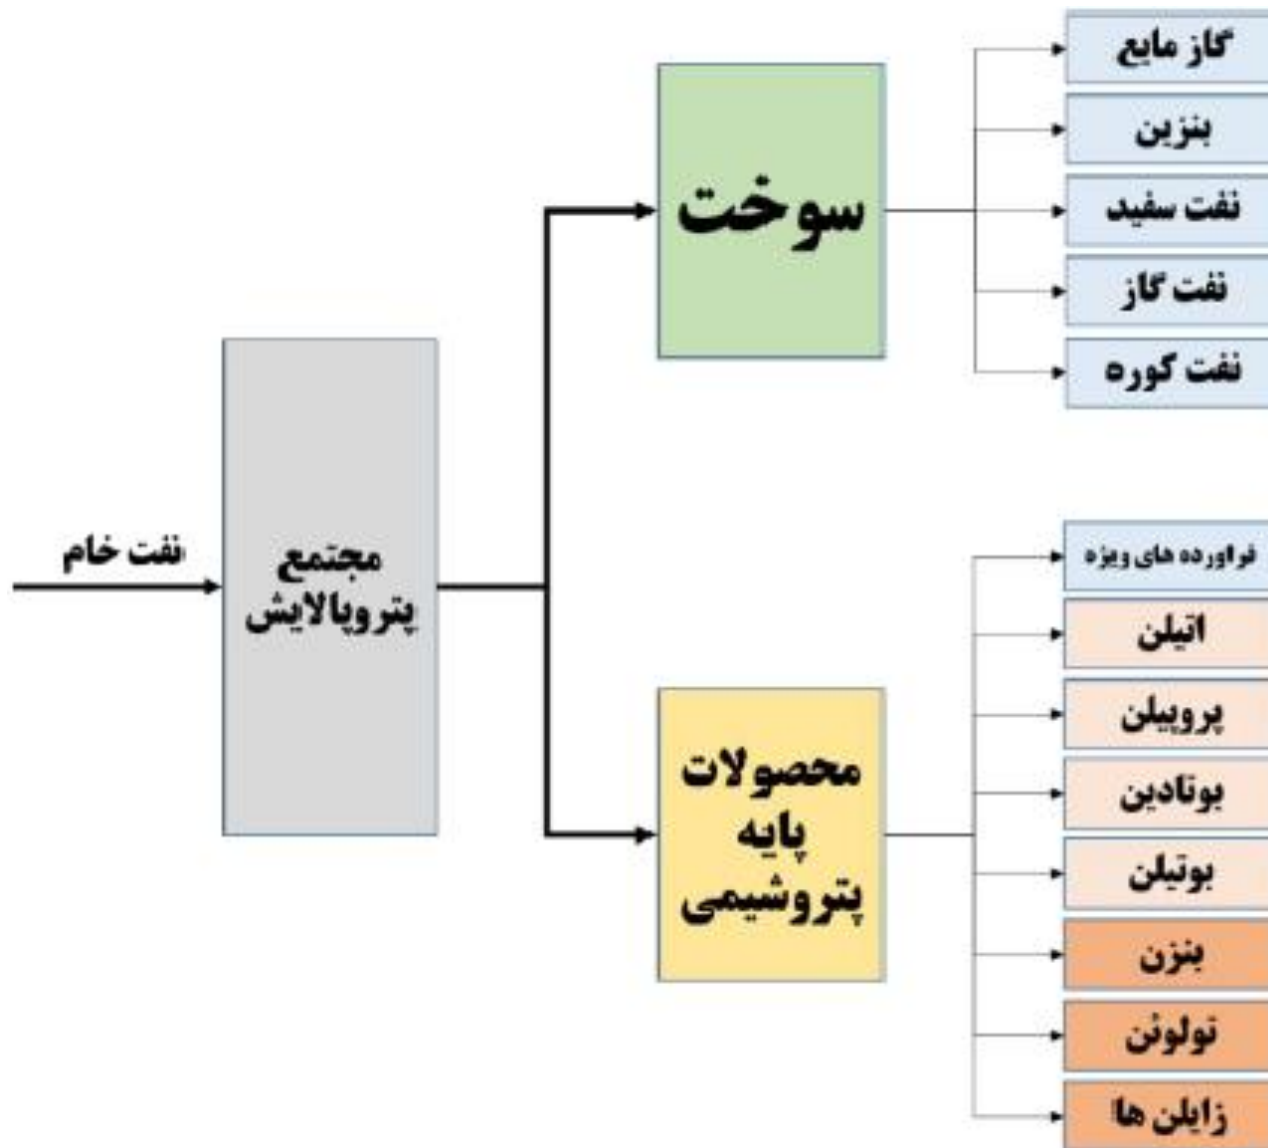 نفت خام
مجتمع
پتروپالایش
سوخت
گاز مایع
بنزین
نفت سفید
نفت گاز
نفت کوره
محصولات
پایه
پتروشیمی
فراورده های ویژه
اتیلن
پروپیلن
بوتادین
بوتیلن
بنزن
تولوئن
زایلن ها